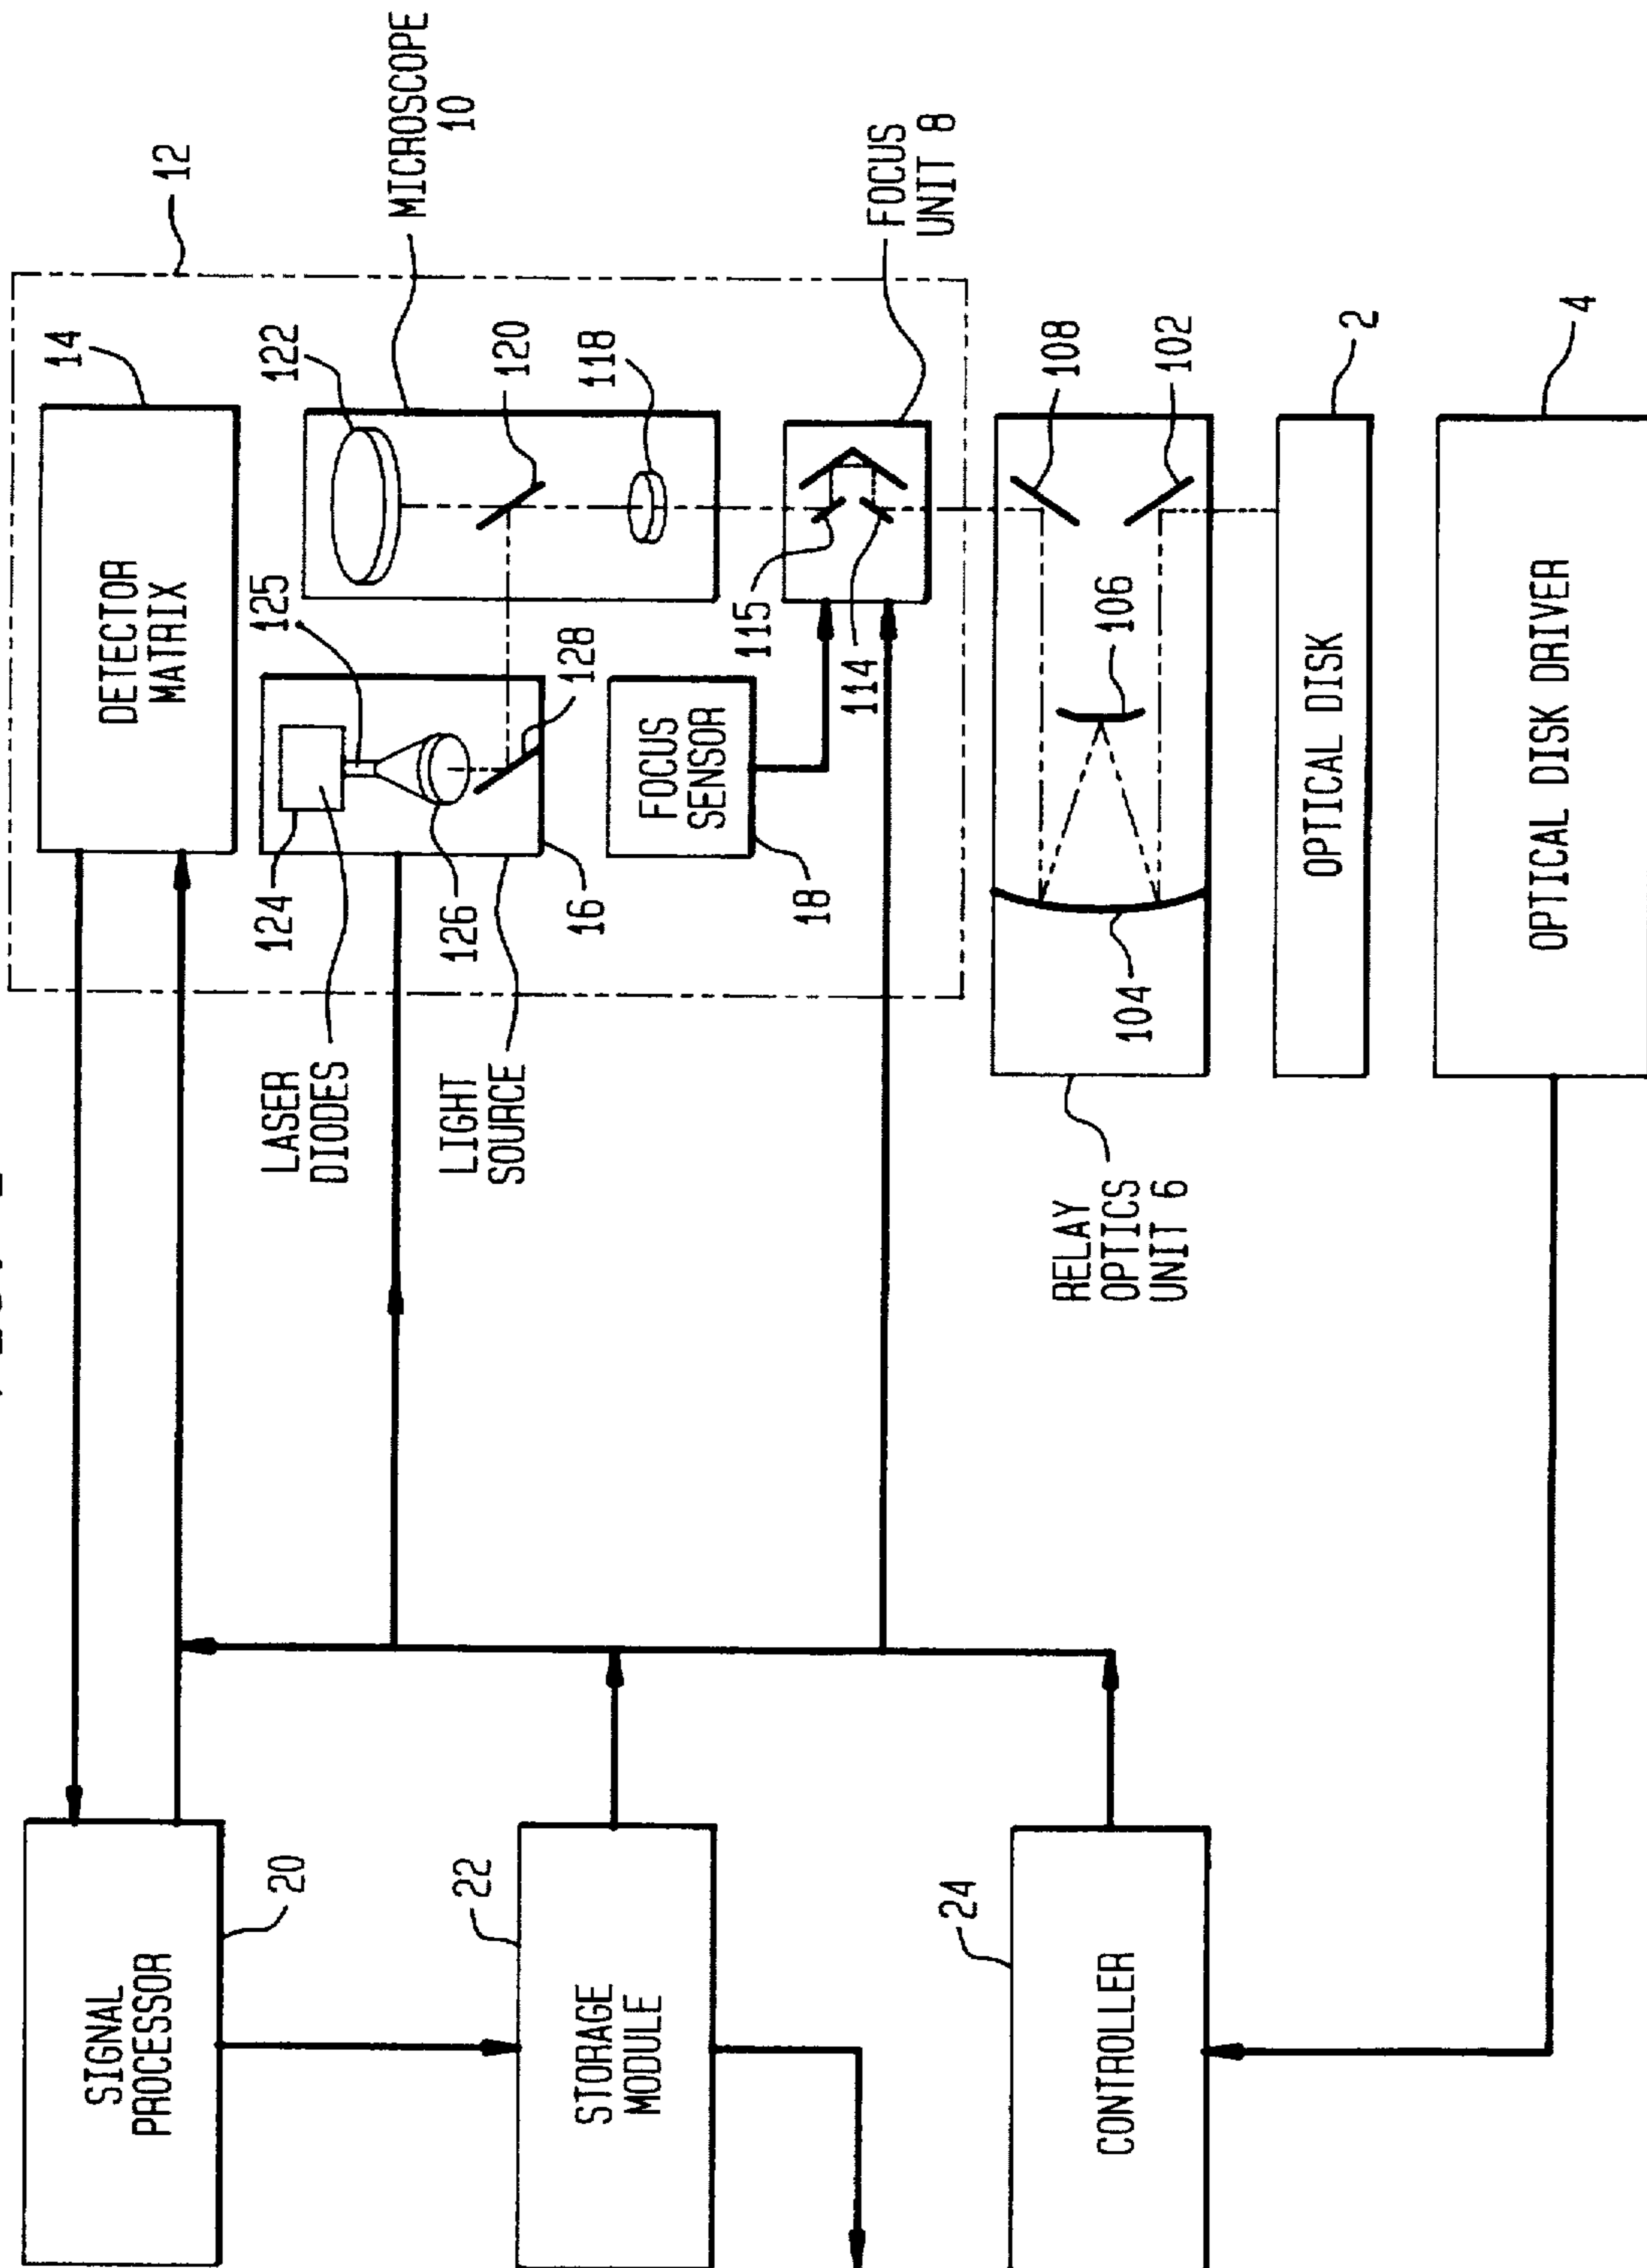 SIGNAL
PROCESSOR
20
DETECTOR
MATRIX
14
12
LASER
DIODES
124
125
122
MICROSCOPE
10
LIGHT
SOURCE
126
16
128
120
118
STORAGE
MODULE
22
FOCUS
SENSOR
18
115
114
FOCUS
UNIT 8
RELAY
OPTICS
UNIT 6
104
106
108
102
CONTROLLER
24
OPTICAL DISK
2
OPTICAL DISK DRIVER
4